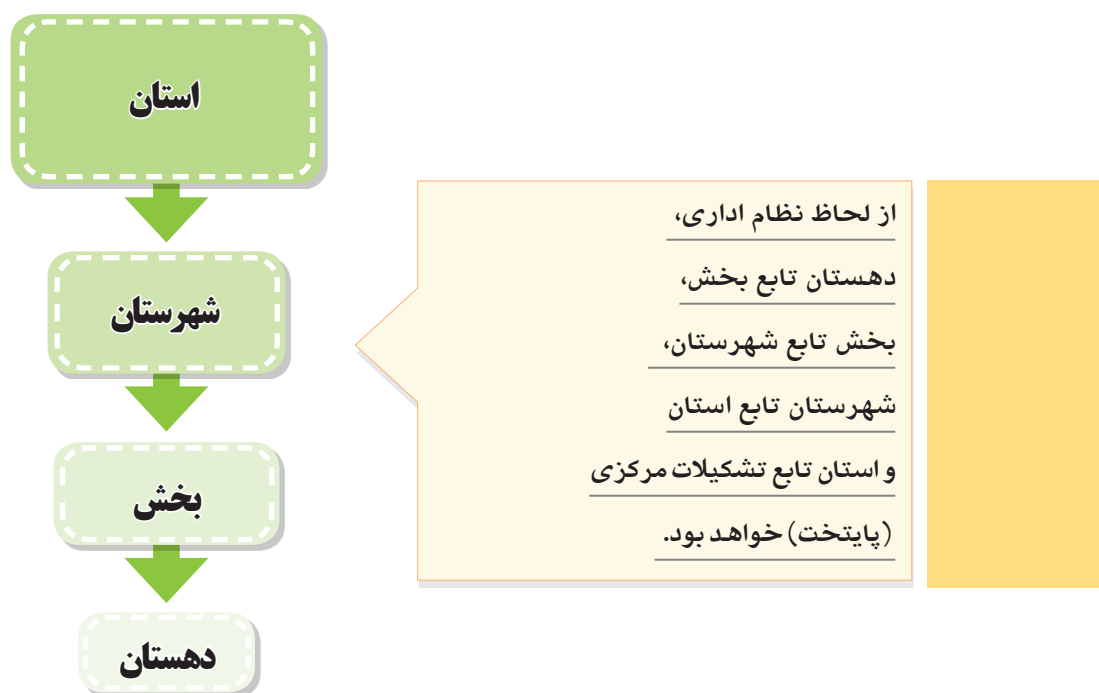 استان
شهرستان
بخش
دهستان
از لحاظ نظام اداری،
دهستان تابع بخش،
بخش تابع شهرستان،
شهرستان تابع استان
و استان تابع تشکیلات مرکزی
(پایتخت) خواهد بود.